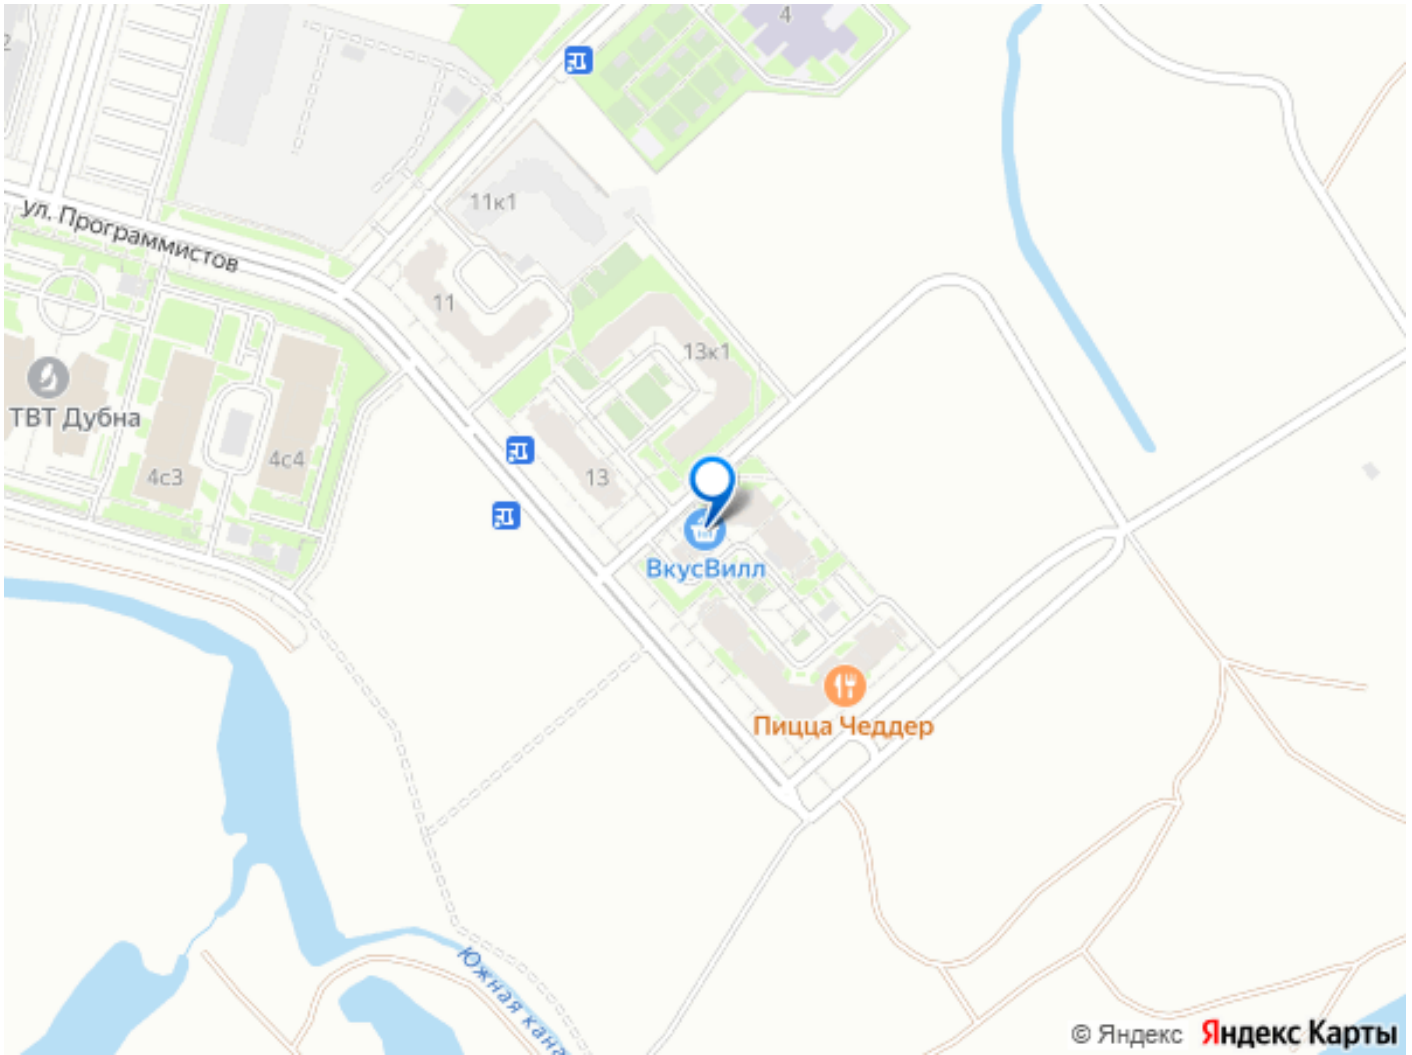 4
2
11к1
ул. Программистов
11
13к1
ТВТ Дубна
4с3
4с4
13
ВкусВилл
Пицца Чеддер
Южная кана
© Яндекс Яндекс Карты